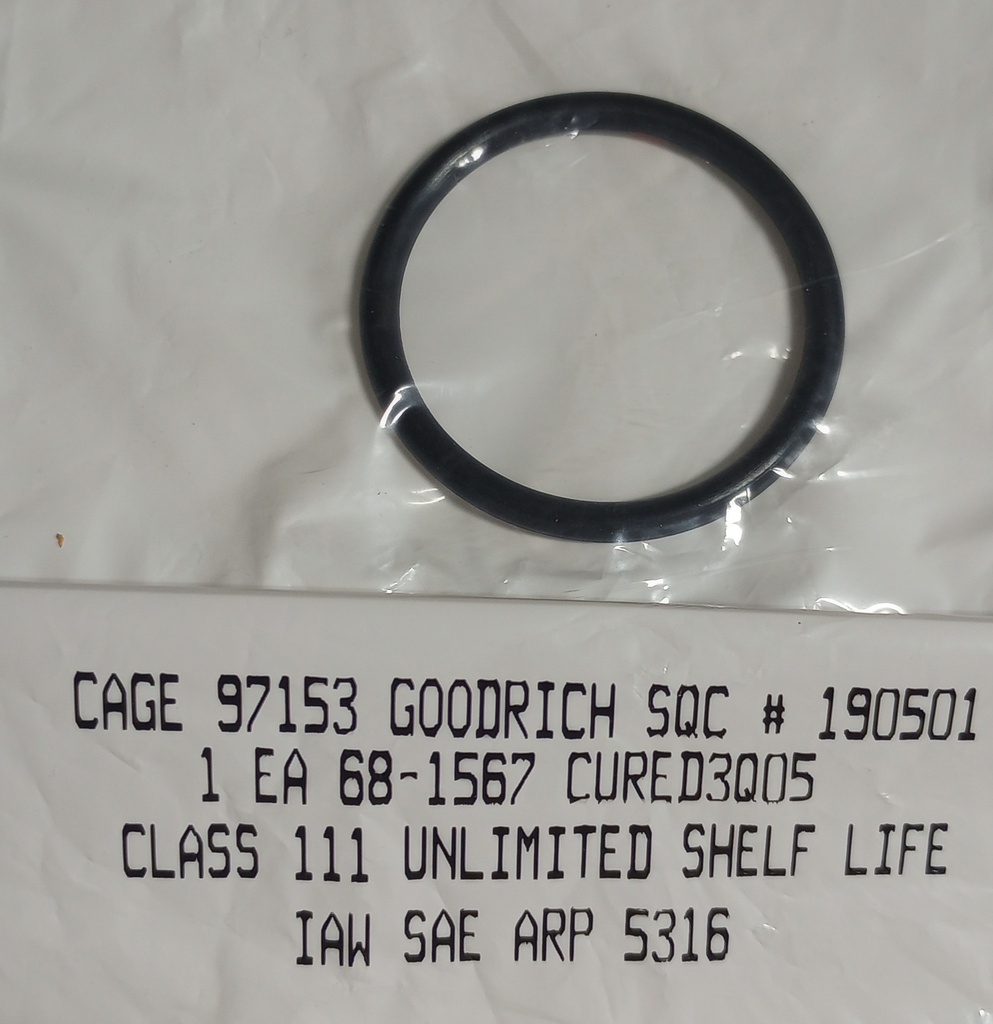 CAGE 97153 GOODRICH SQC # 190501
1 EA 68-1567 CURED3Q05
CLASS 111 UNLIMITED SHELF LIFE
IAW SAE ARP 5316